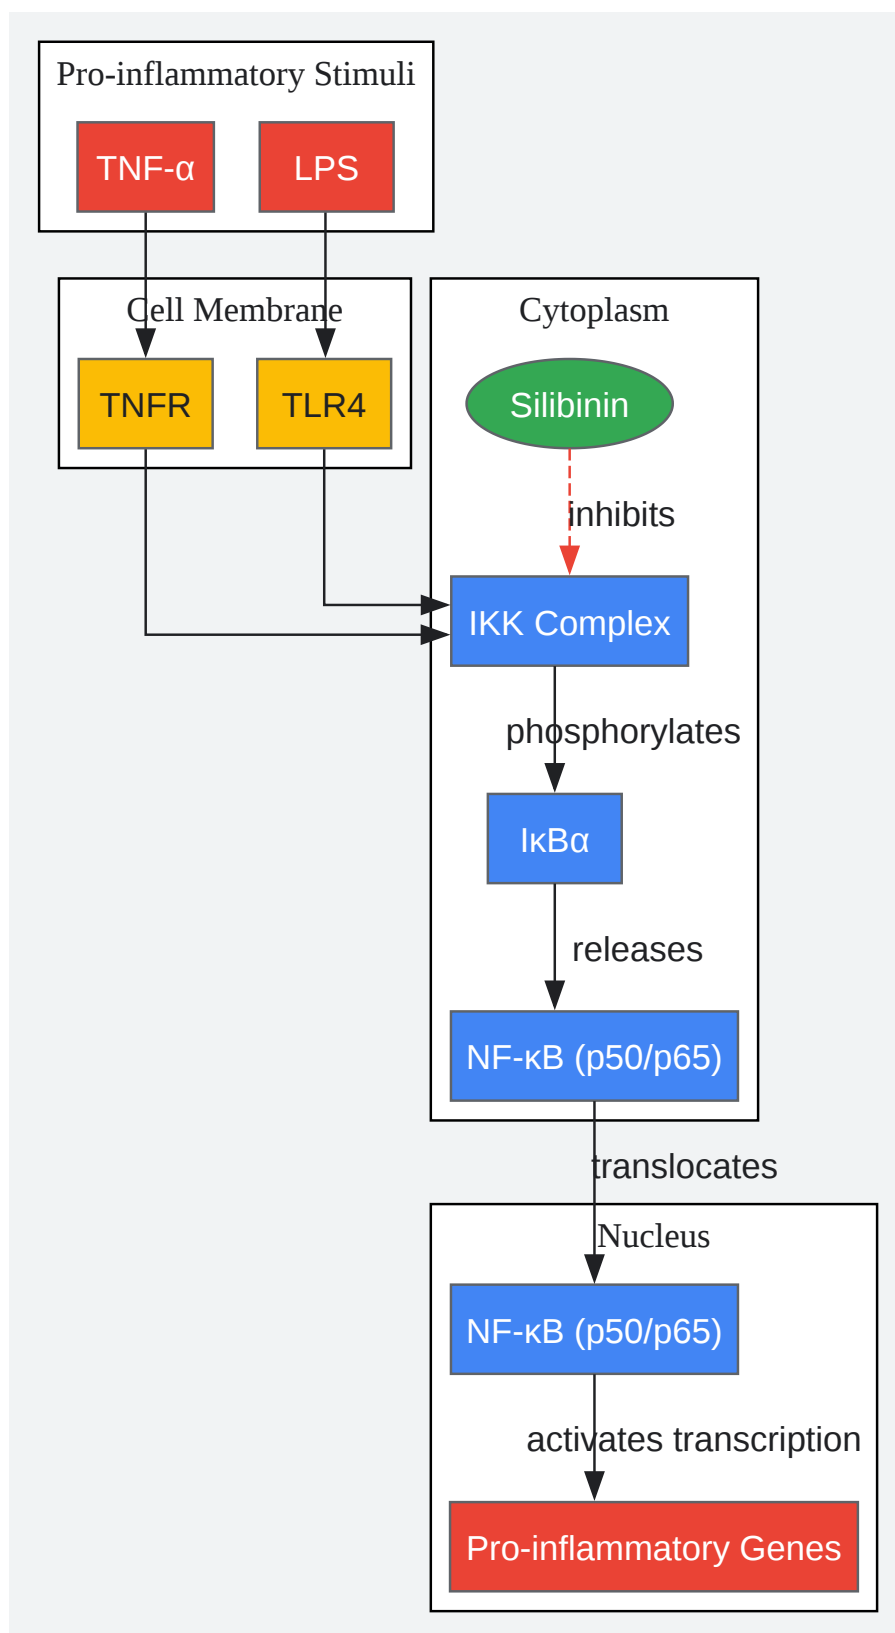 Pro-inflammatory Stimuli
TNF-α
LPS
Cell Membrane
TNFR
TLR4
Cytoplasm
Silibinin
inhibits
IKK Complex
phosphorylates
IκBα
releases
NF-κB (p50/p65)
translocates
Nucleus
NF-κB (p50/p65)
activates transcription
Pro-inflammatory Genes